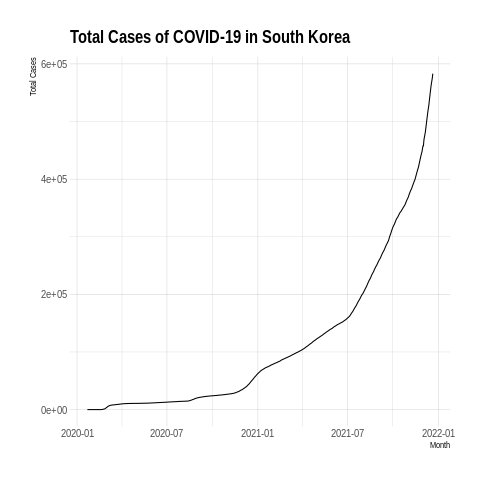 Total Cases of COVID-19 in South Korea
Total Cases
6e+05
4e+05
2e+05
0e+00
2020-01 2020-07 2021-01 2021-07 2022-01
Month